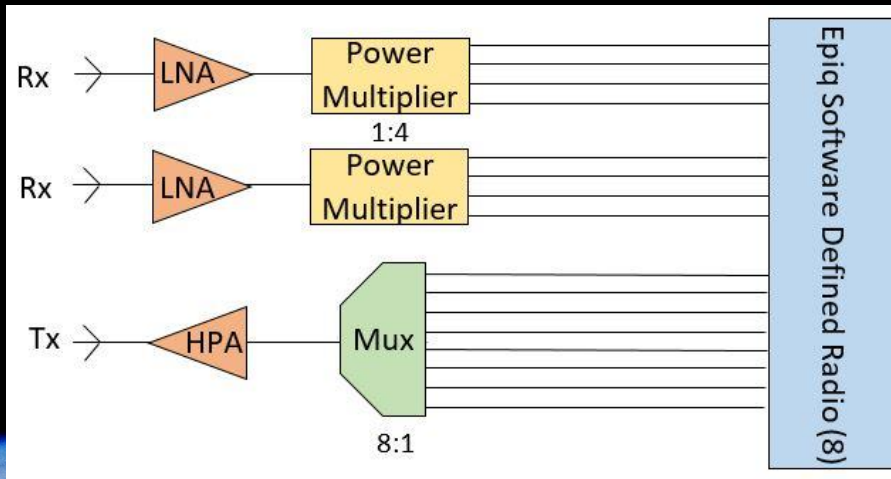 Rx
LNA
Power
Multiplier
1:4
Rx
LNA
Power
Multiplier
Tx
HPA
Mux
8:1
Epiq Software Defined Radio (8)